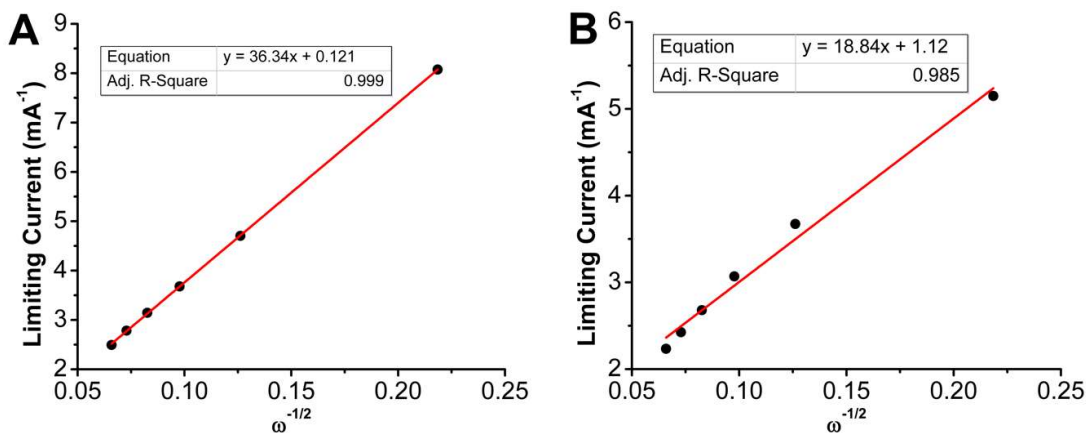 A
Equation y = 36.34x + 0.121
Adj. R-Square 0.999
Limiting Current (mA⁻¹)
9
8
7
6
5
4
3
2
0.05 0.10 0.15 0.20 0.25
ω⁻¹/²
B
Equation y = 18.84x + 1.12
Adj. R-Square 0.985
Limiting Current (mA⁻¹)
6
5
4
3
2
0.05 0.10 0.15 0.20 0.25
ω⁻¹/²